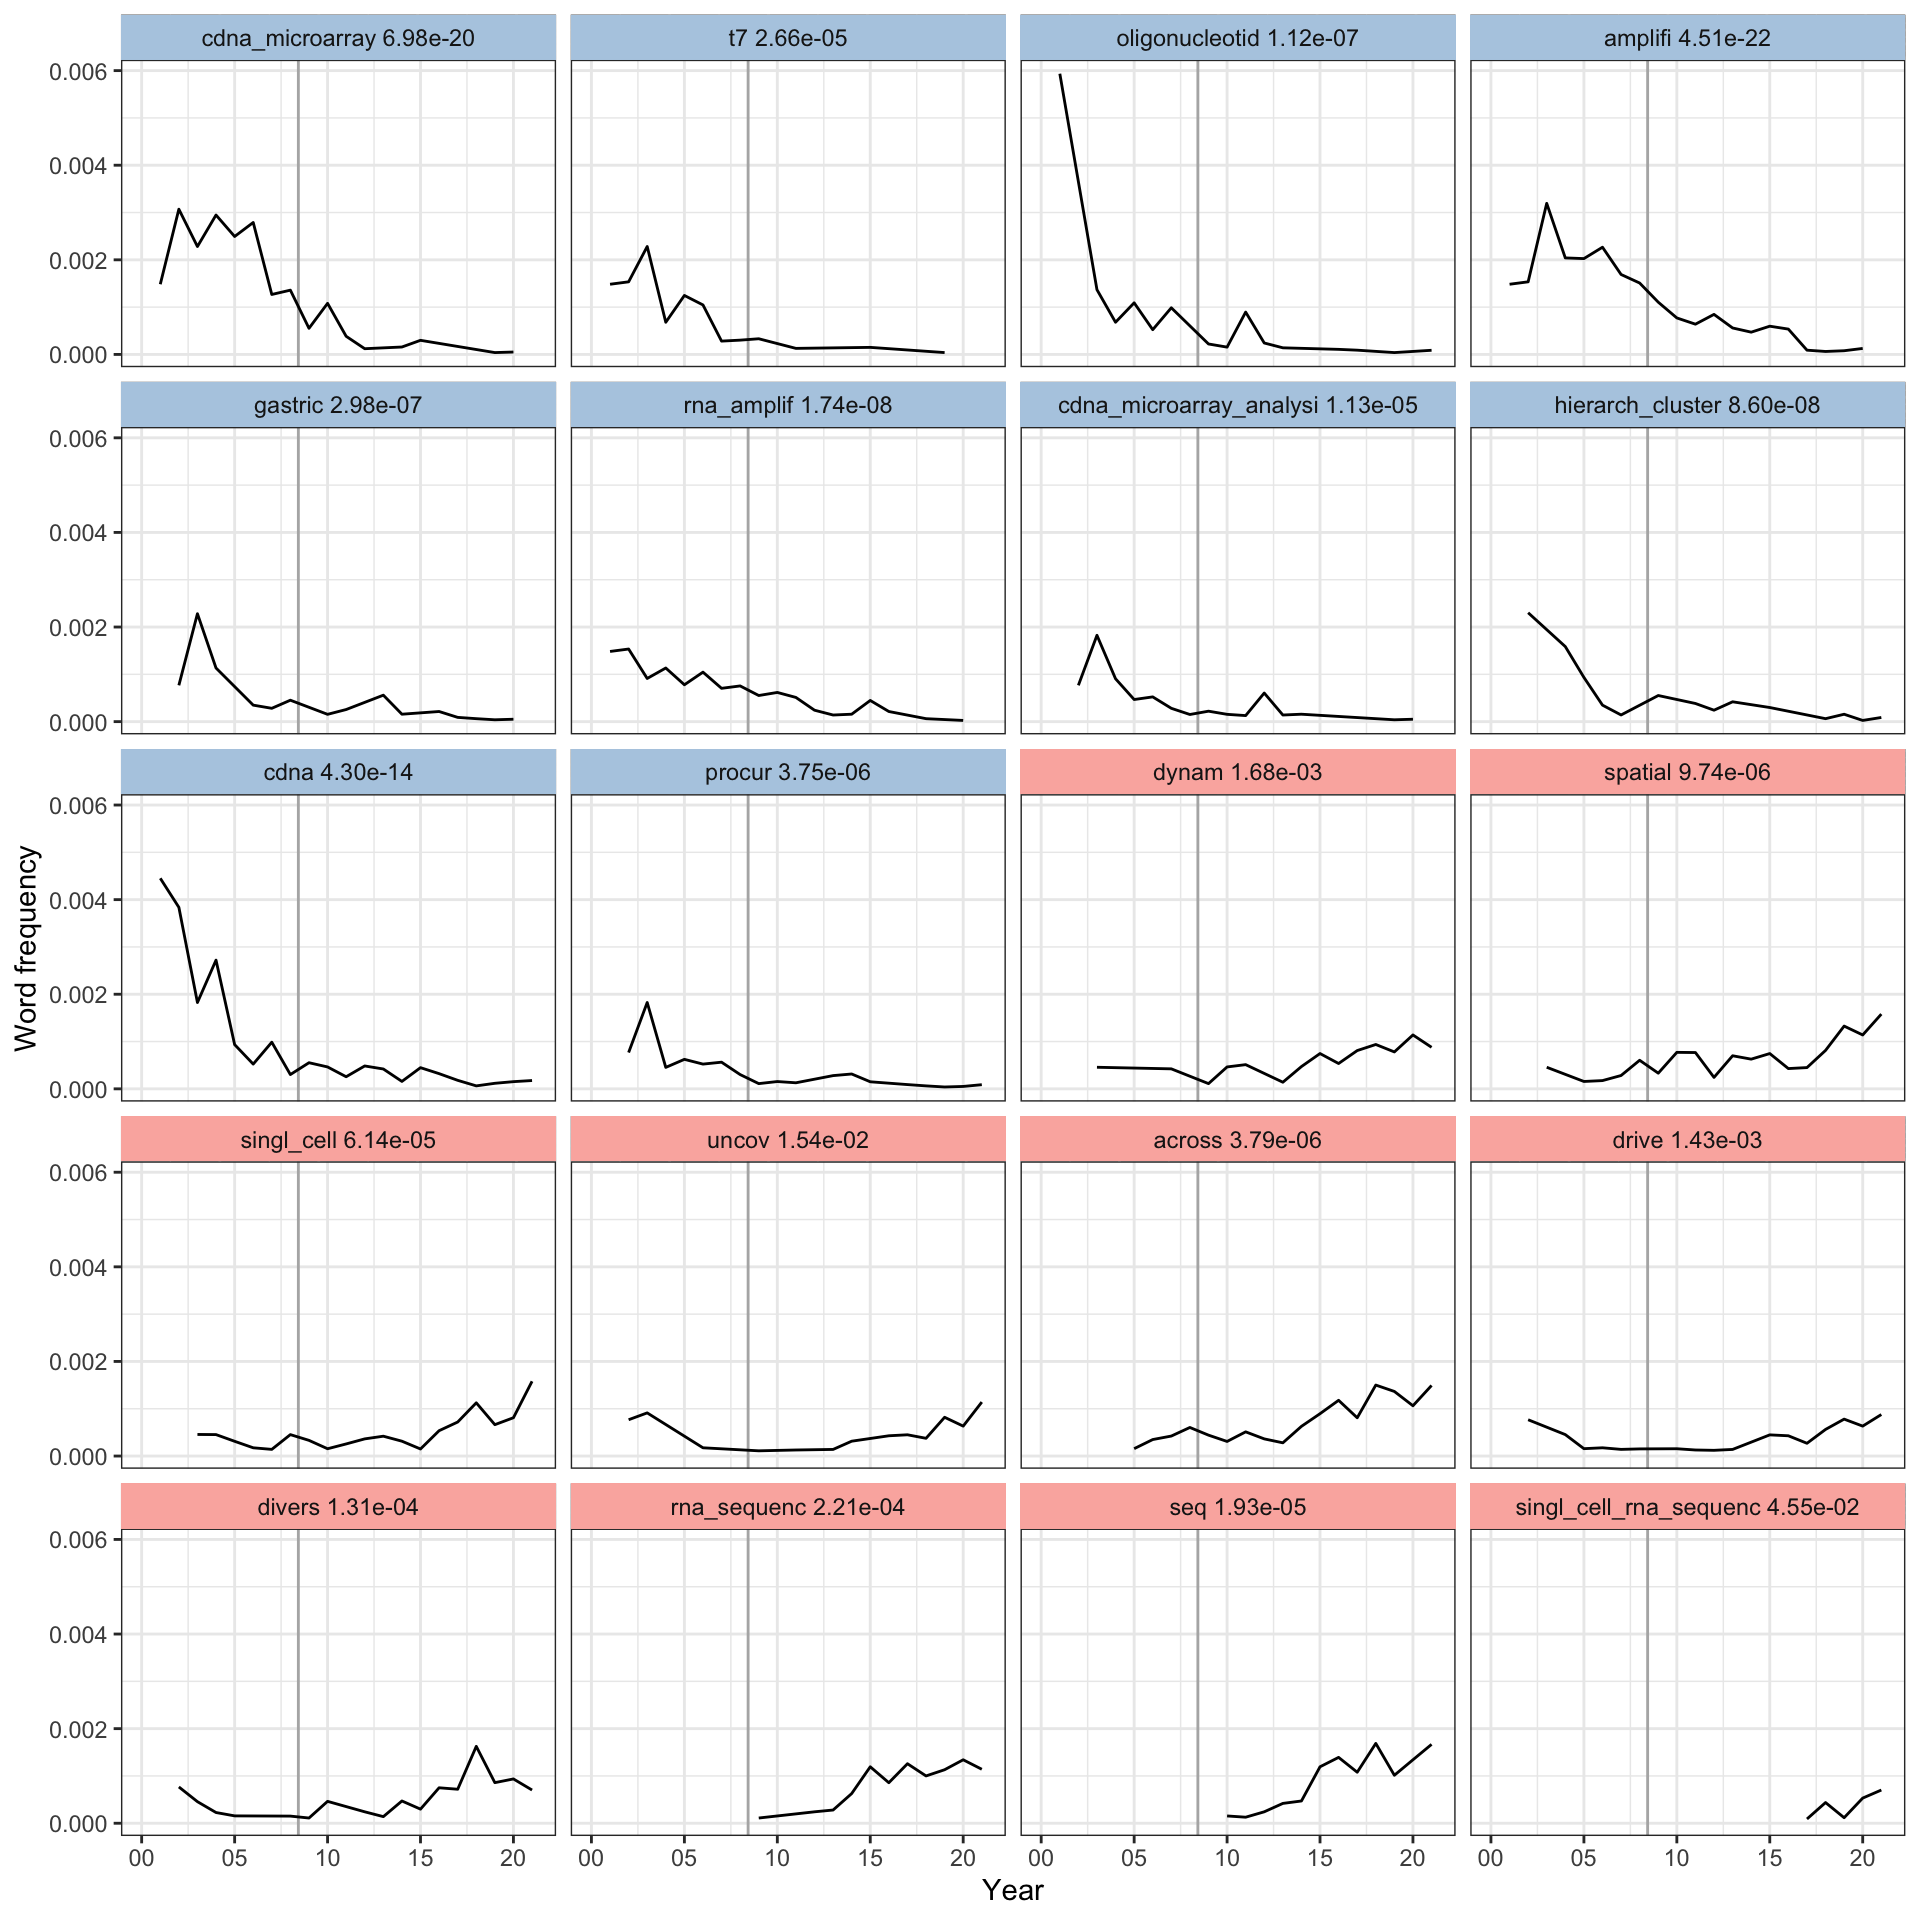 cdna_microarray 6.98e-20
t7 2.66e-05
oligonucleotid 1.12e-07
amplifi 4.51e-22
0.006
0.004
0.002
0.000
gastric 2.98e-07
rna_amplif 1.74e-08
cdna_microarray_analysi 1.13e-05
hierarch_cluster 8.60e-08
0.006
0.004
0.002
0.000
cdna 4.30e-14
procur 3.75e-06
dynam 1.68e-03
spatial 9.74e-06
0.006
0.004
0.002
0.000
Word frequency
singl_cell 6.14e-05
uncov 1.54e-02
across 3.79e-06
drive 1.43e-03
0.006
0.004
0.002
0.000
divers 1.31e-04
rna_sequenc 2.21e-04
seq 1.93e-05
singl_cell_rna_sequenc 4.55e-02
0.006
0.004
0.002
0.000
00 05 10 15 20
00 05 10 15 20
00 05 10 15 20
00 05 10 15 20
Year